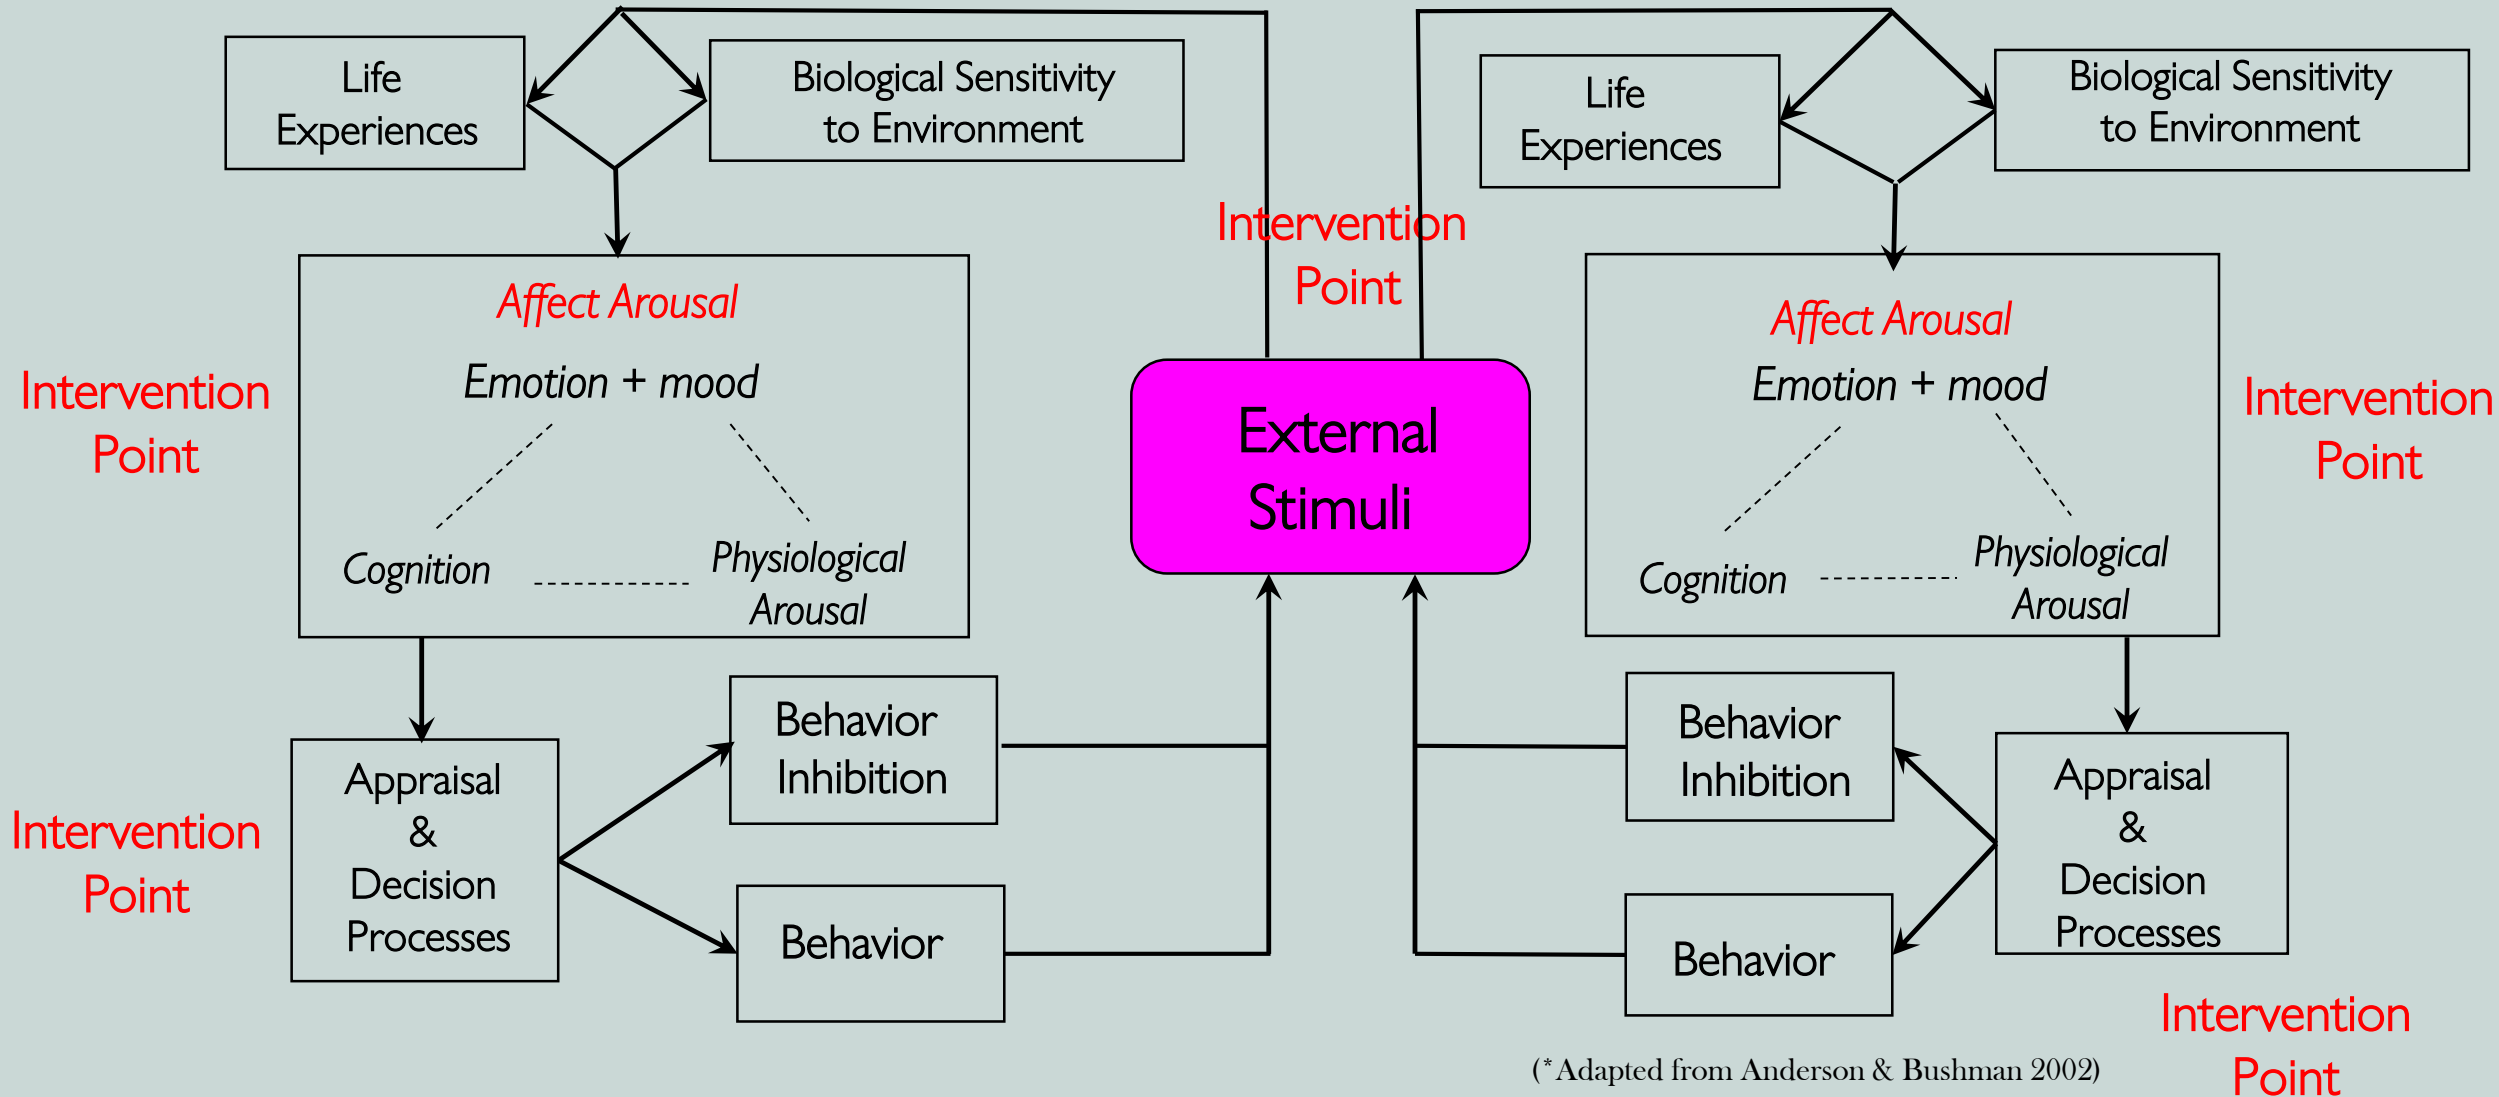 Life
Experiences
Biological Sensitivity
to Environment
Life
Experiences
Biological Sensitivity
to Environment
Intervention
Point
Affect Arousal
Emotion + mood
Cognition
Physiological
Arousal
Intervention
Point
External
Stimuli
Affect Arousal
Emotion + mood
Cognition
Physiological
Arousal
Intervention
Point
Appraisal
&
Decision
Processes
Behavior
Inhibition
Behavior
Intervention
Point
Behavior
Inhibition
Behavior
Appraisal
&
Decision
Processes
Intervention
Point
(*Adapted from Anderson & Bushman 2002)